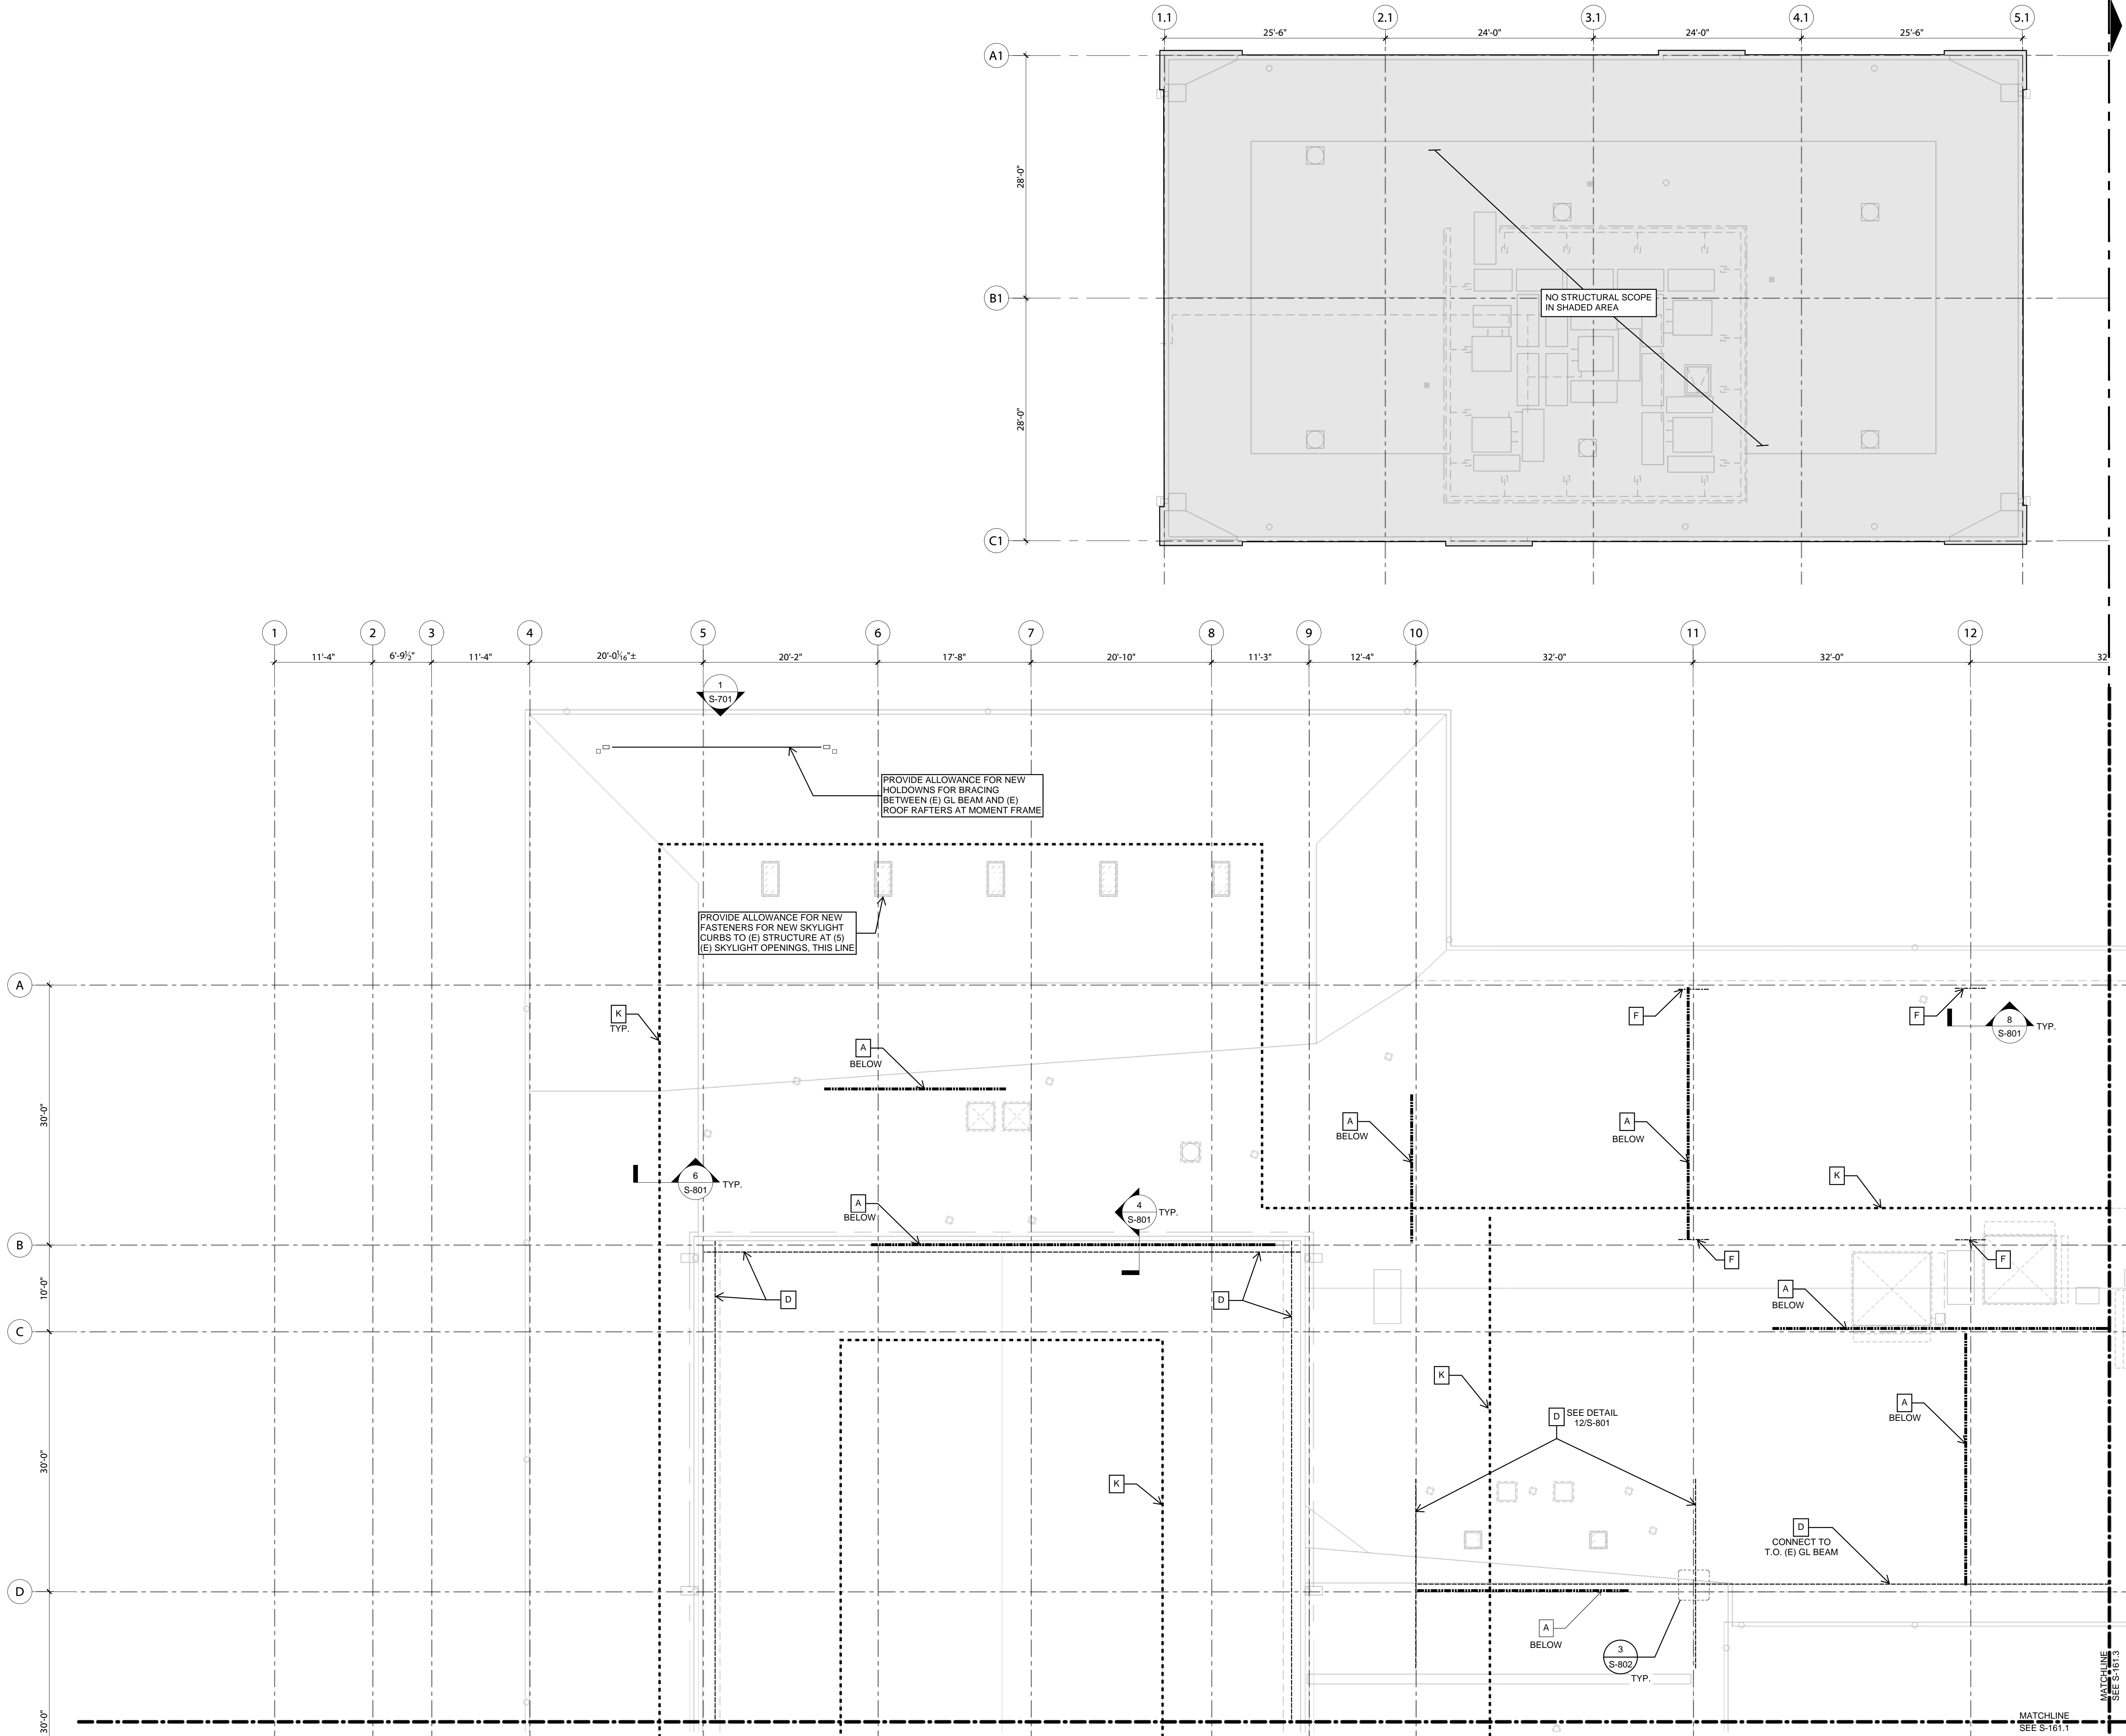 1.1
2.1
3.1
4.1
5.1
25'-6"
24'-0"
24'-0"
25'-6"
A1
28'-0"
B1
NO STRUCTURAL SCOPE
IN SHADED AREA
28'-0"
C1
1
2
3
4
5
6
7
8
9
10
11
12
11'-4"
11'-4"
20'-2"
17'-8"
20'-10"
11'-3"
12'-4"
32'-0"
32'-0"
32
1
S-701
PROVIDE ALLOWANCE FOR NEW
HOLDOWNS FOR BRACING
BETWEEN (E) GL BEAM AND (E)
ROOF RAFTERS AT MOMENT FRAME
PROVIDE ALLOWANCE FOR NEW
FASTENERS FOR NEW SKYLIGHT
CURBS TO (E) STRUCTURE AT (5)
(E) SKYLIGHT OPENINGS, THIS LINE
A
K
TYP.
F
F
8
S-801
TYP.
A
BELOW
30'-0"
A
BELOW
A
BELOW
K
6
S-801
TYP.
A
BELOW
4
S-801
TYP.
B
F
F
10'-0"
D
D
A
BELOW
C
K
A
BELOW
D
SEE DETAIL
12/S-801
30'-0"
K
D
CONNECT TO
T.O. (E) GL BEAM
D
A
BELOW
3
S-802
TYP.
30'-0"
MATCHLINE
SEE S-161.3
MATCHLINE
SEE S-161.1